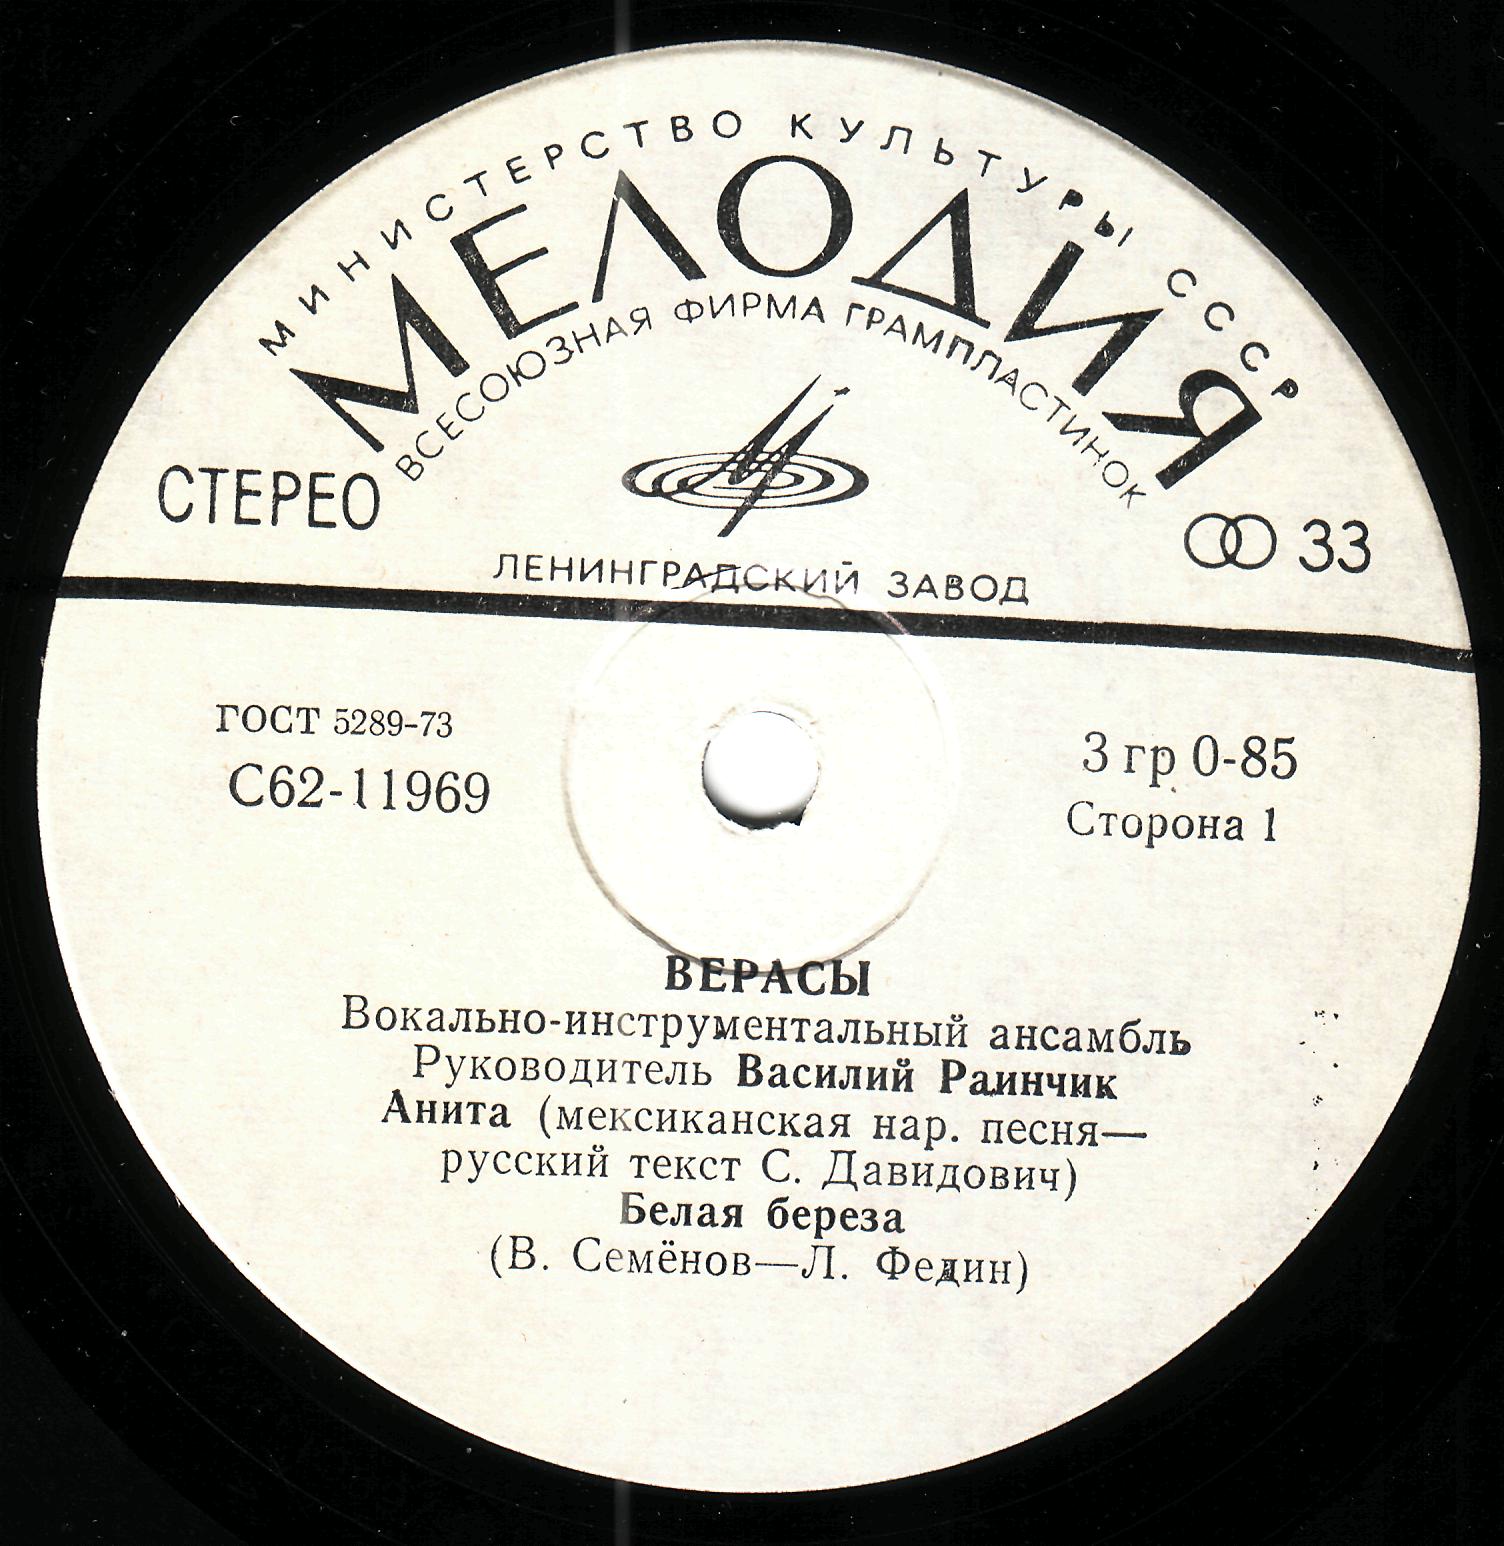 МИНИСТЕРСТВО КУЛЬТУРЫ СССР
МЕЛОДИЯ
ВСЕСОЮЗНАЯ ФИРМА ГРАМПЛАСТИНОК
СТЕРЕО
33
ЛЕНИНГРАДСКИЙ ЗАВОД
ГОСТ 5289-73
3 гр 0-85
С62-11969
Сторона 1
ВЕРАСЫ
Вокально-инструментальный ансамбль
Руководитель Василий Раинчик
Анита (мексиканская нар. песня—
русский текст С. Давидович)
Белая береза
(В. Семёнов—Л. Федин)